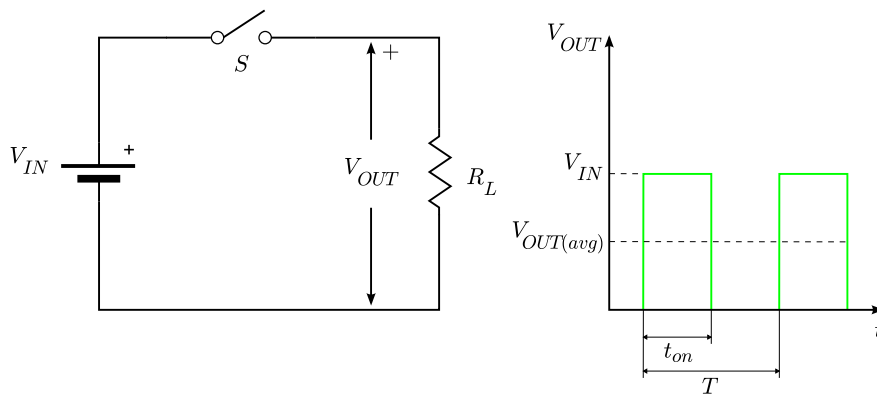 S
+
V_IN
+
V_OUT
R_L
V_OUT
V_IN
V_OUT(avg)
t
t_on
T